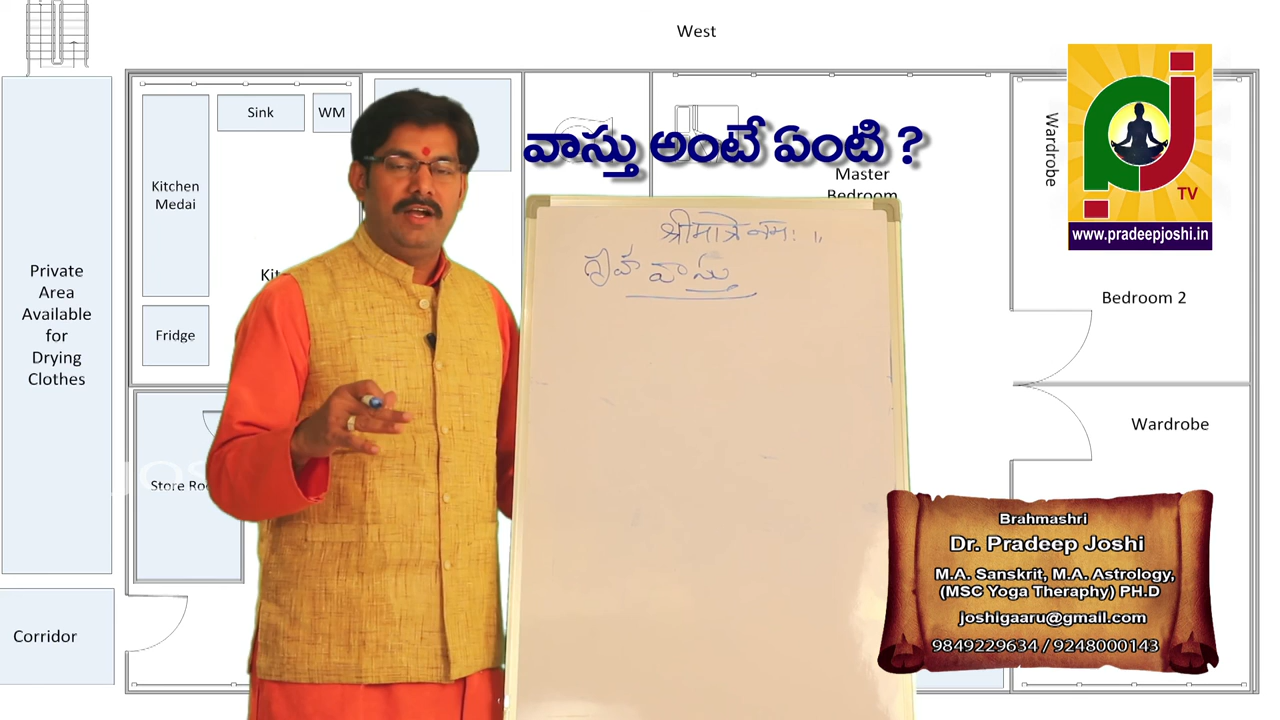 West
Sink
WM
Kitchen
Medai
Fridge
Private
Area
Available
for
Drying
Clothes
Corridor
వాస్తు అంటే ఏంటి ?
Master
Bedroom
Wardrobe
TV
www.pradeepjoshi.in
श्रीमात्रे नमः ।।
గృహ వాస్తు
Bedroom 2
Wardrobe
Store
Brahmashri
Dr. Pradeep Joshi
M.A. Sanskrit, M.A. Astrology,
(MSC Yoga Theraphy) PH.D
joshigaaru@gmail.com
9849229634 / 9248000143